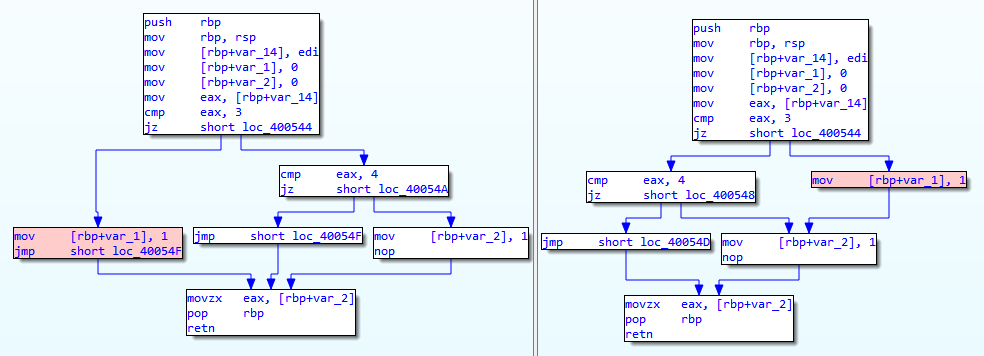 push rbp
mov rbp, rsp
mov [rbp+var_14], edi
mov [rbp+var_1], 0
mov [rbp+var_2], 0
mov eax, [rbp+var_14]
cmp eax, 3
jz short loc_400544
cmp eax, 4
jz short loc_40054A
mov [rbp+var_1], 1
jmp short loc_40054F
jmp short loc_40054F
mov [rbp+var_2], 1
nop
movzx eax, [rbp+var_2]
pop rbp
retn
push rbp
mov rbp, rsp
mov [rbp+var_14], edi
mov [rbp+var_1], 0
mov [rbp+var_2], 0
mov eax, [rbp+var_14]
cmp eax, 3
jz short loc_400544
cmp eax, 4
jz short loc_400548
mov [rbp+var_1], 1
jmp short loc_40054D
mov [rbp+var_2], 1
nop
movzx eax, [rbp+var_2]
pop rbp
retn